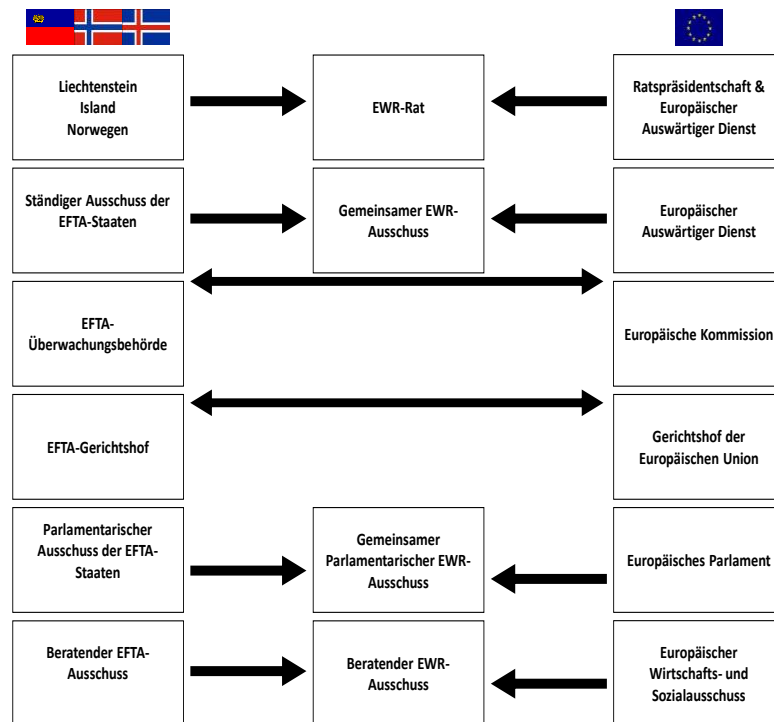 Liechtenstein
Island
Norwegen
EWR-Rat
Ratspräsidentschaft &
Europäischer
Auswärtiger Dienst
Ständiger Ausschuss der
EFTA-Staaten
Gemeinsamer EWR-
Ausschuss
Europäischer
Auswärtiger Dienst
EFTA-
Überwachungsbehörde
Europäische Kommission
EFTA-Gerichtshof
Gerichtshof der
Europäischen Union
Parlamentarischer
Ausschuss der EFTA-
Staaten
Gemeinsamer
Parlamentarischer EWR-
Ausschuss
Europäisches Parlament
Beratender EFTA-
Ausschuss
Beratender EWR-
Ausschuss
Europäischer
Wirtschafts- und
Sozialausschuss